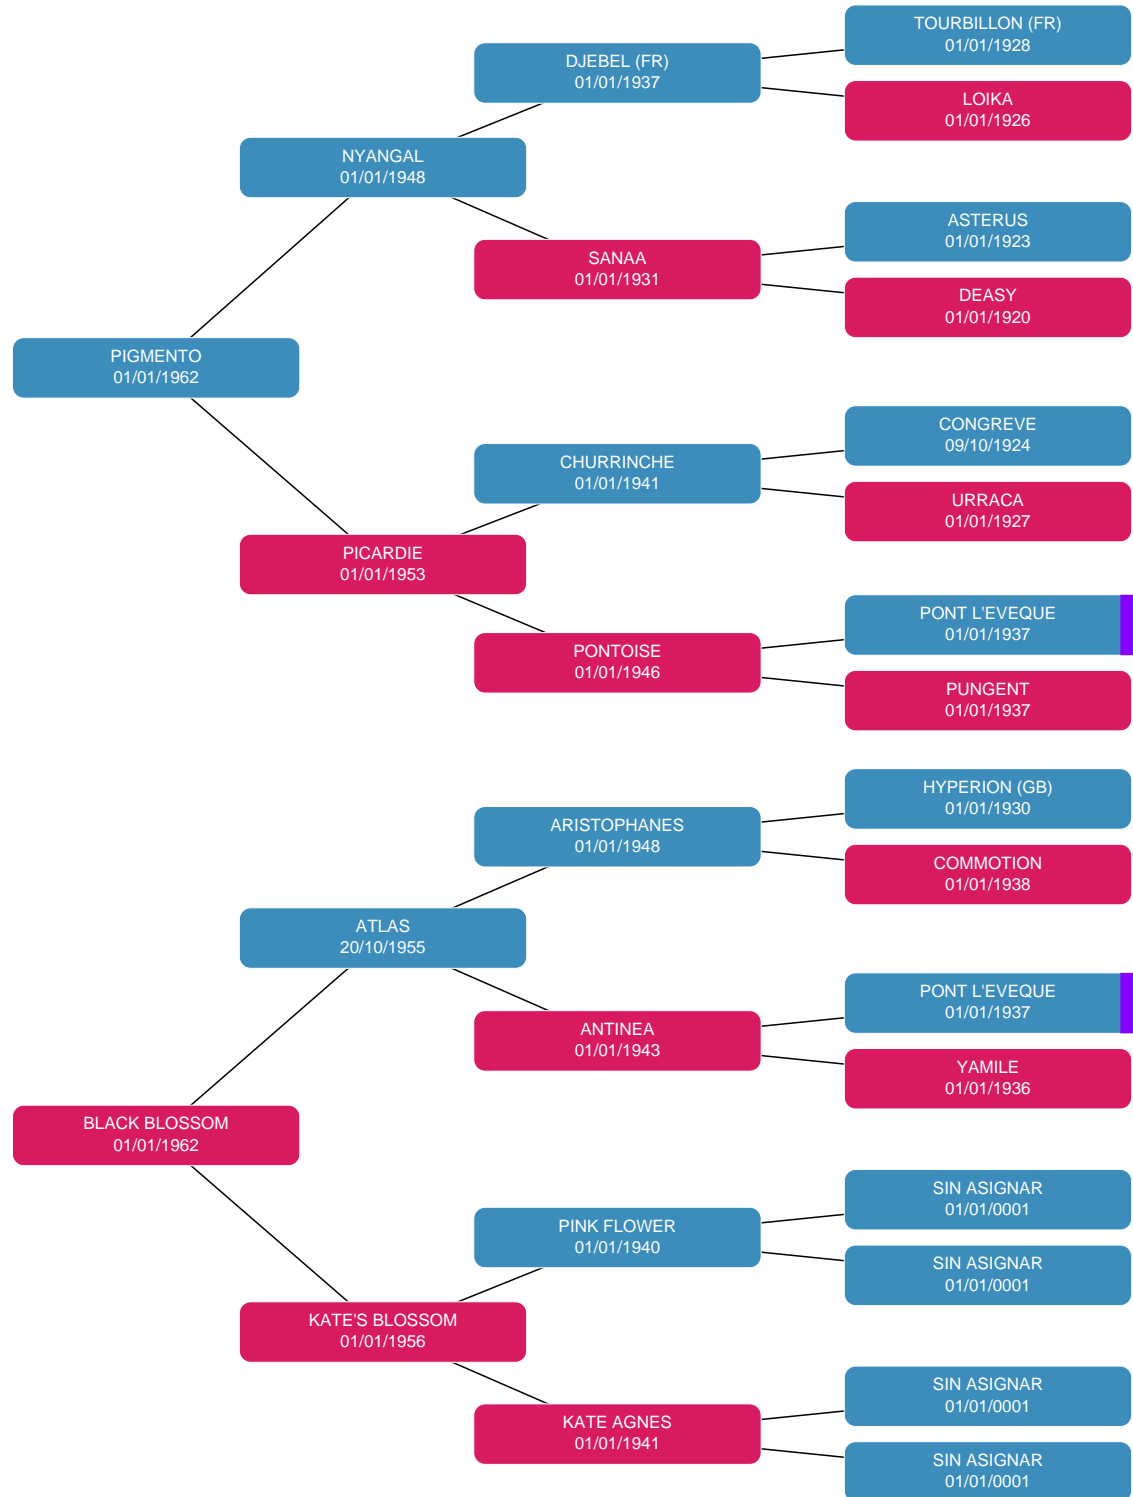 TOURBILLON (FR)
01/01/1928
DJEBEL (FR)
01/01/1937
LOIKA
01/01/1926
NYANGAL
01/01/1948
ASTERUS
01/01/1923
SANAA
01/01/1931
DEASY
01/01/1920
PIGMENTO
01/01/1962
CONGREVE
09/10/1924
CHURRINCHE
01/01/1941
URRACA
01/01/1927
PICARDIE
01/01/1953
PONT L'EVEQUE
01/01/1937
PONTOISE
01/01/1946
PUNGENT
01/01/1937
HYPERION (GB)
01/01/1930
ARISTOPHANES
01/01/1948
COMMOTION
01/01/1938
ATLAS
20/10/1955
PONT L'EVEQUE
01/01/1937
ANTINEA
01/01/1943
YAMILE
01/01/1936
BLACK BLOSSOM
01/01/1962
SIN ASIGNAR
01/01/0001
PINK FLOWER
01/01/1940
SIN ASIGNAR
01/01/0001
KATE'S BLOSSOM
01/01/1956
SIN ASIGNAR
01/01/0001
KATE AGNES
01/01/1941
SIN ASIGNAR
01/01/0001